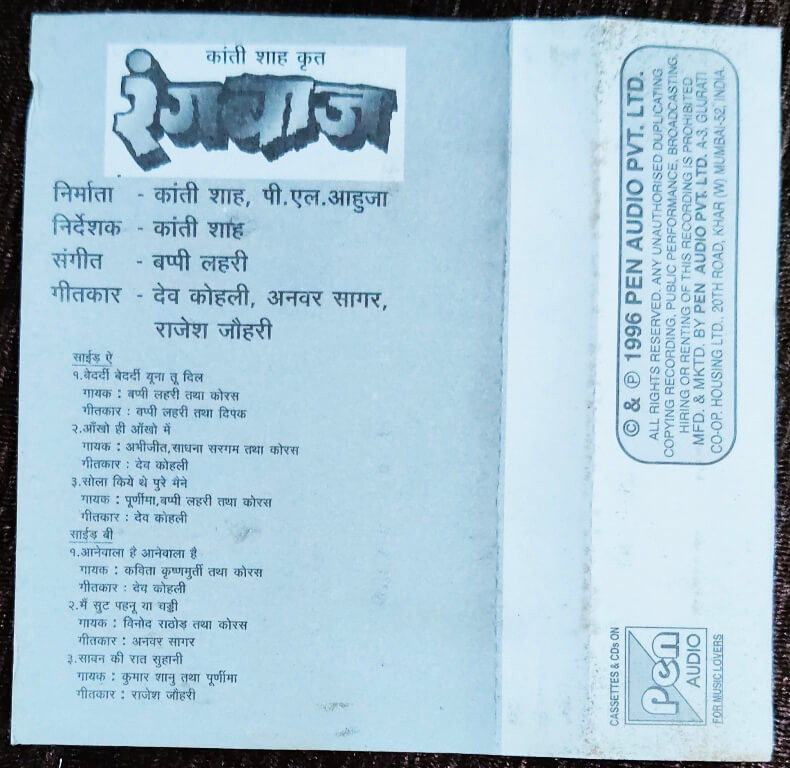 कांती शाह कृत
रंगबाज
निर्माता - कांती शाह, पी.एल.आहुजा
निर्देशक - कांती शाह
संगीत - बप्पी लहरी
गीतकार - देव कोहली, अनवर सागर,
राजेश जौहरी
साईड ऐ
१.बेदर्दी बेदर्दी यूना तू दिल
गायक : बप्पी लहरी तथा कोरस
गीतकार : बप्पी लहरी तथा दिपक
२.आँखो ही आँखो में
गायक : अभीजीत,साधना सरगम तथा कोरस
गीतकार : देव कोहली
३.सोला किये थे पुरे मैने
गायक : पूर्णीमा,बप्पी लहरी तथा कोरस
गीतकार : देव कोहली
साईड बी
१.आनेवाला है आनेवाला है
गायक : कविता कृष्णमुर्ती तथा कोरस
गीतकार : देव कोहली
२.मैं सुट पहनू या चड्डी
गायक : विनोद राठोड़ तथा कोरस
गीतकार : अनवर सागर
३.सावन की रात सुहानी
गायक : कुमार शानु तथा पूर्णीमा
गीतकार : राजेश जौहरी
© & ℗ 1996 PEN AUDIO PVT. LTD.
ALL RIGHTS RESERVED. ANY UNAUTHORISED DUPLICATING
COPYING RECORDING, PUBLIC PERFORMANCE, BROADCASTING,
HIRING OR RENTING OF THIS RECORDING IS PROHIBITED
MFD. & MKTD. BY PEN AUDIO PVT. LTD. A-3, GUJRATI
CO-OP. HOUSING LTD., 20TH ROAD, KHAR (W) MUMBAI-52, INDIA.
CASSETTES & CDs ON
Pen
AUDIO
FOR MUSIC LOVERS